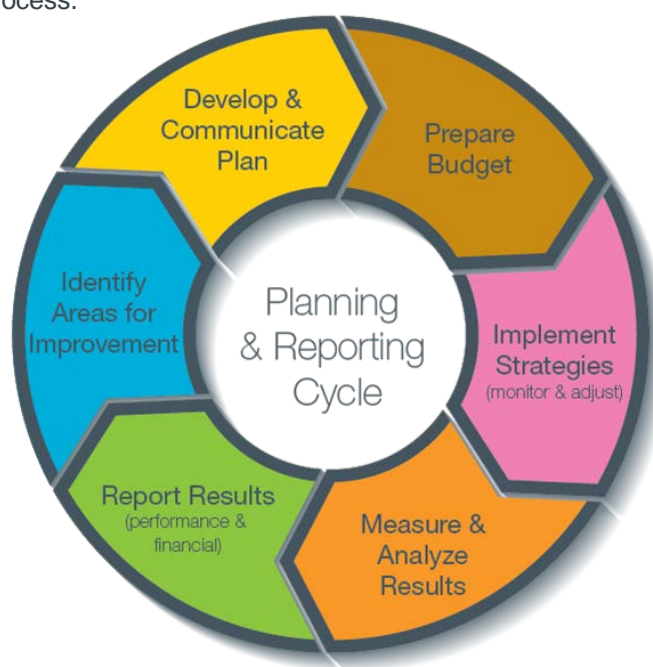 ocess.
Develop &
Communicate
Plan
Prepare
Budget
Implement
Strategies
(monitor & adjust)
Measure &
Analyze
Results
Report Results
(performance &
financial)
Identify
Areas for
Improvement
Planning
& Reporting
Cycle